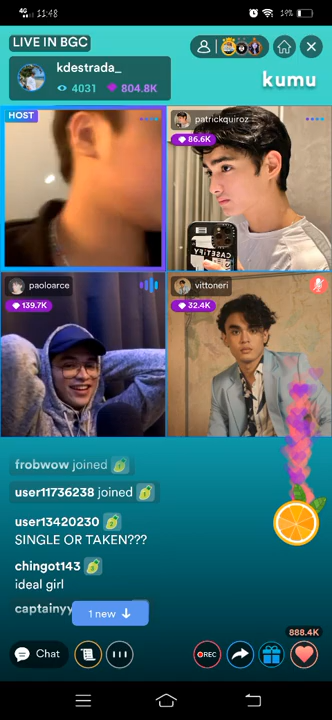 4G 11:48
19%
LIVE IN BGC
kdestrada_
4031 804.8K
kumu
HOST
patrickquiroz
86.6K
CASETiFY
paoloarce
139.7K
vittoneri
32.4K
frobwow joined
user11736238 joined
user13420230
SINGLE OR TAKEN???
chingot143
ideal girl
captainyy
1 new
888.4K
Chat
REC